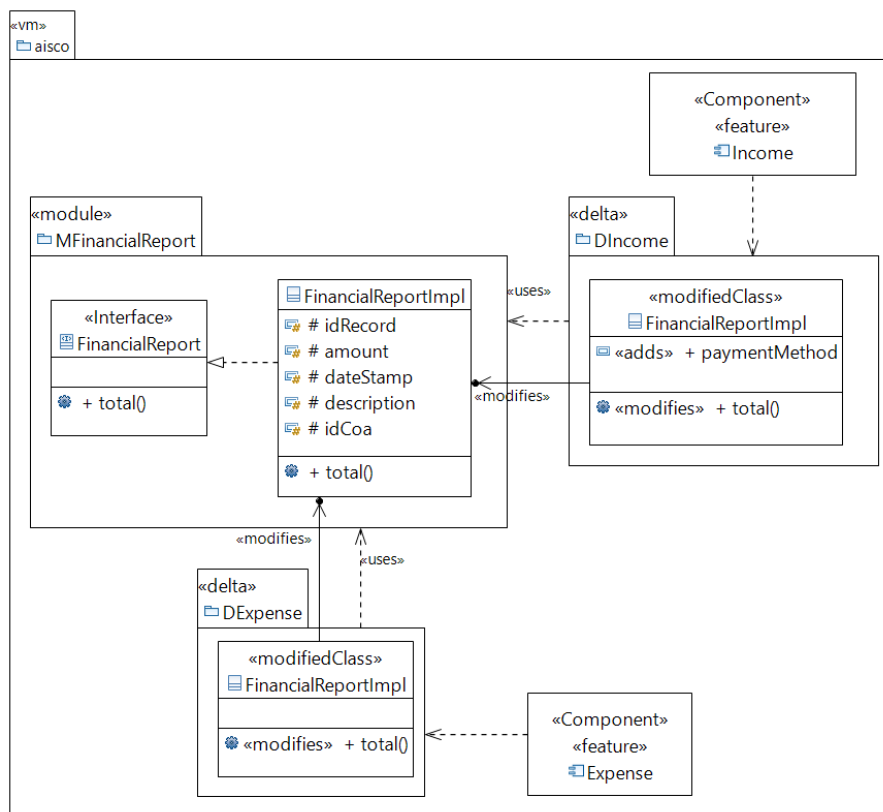 «vm»
aisco
«Component»
«feature»
Income
«module»
MFinancialReport
«delta»
DIncome
«Interface»
FinancialReport
+ total()
FinancialReportImpl
# idRecord
# amount
# dateStamp
# description
# idCoa
+ total()
«uses»
«modifies»
«modifiedClass»
FinancialReportImpl
«adds» + paymentMethod
«modifies» + total()
«modifies»
«uses»
«delta»
DExpense
«modifiedClass»
FinancialReportImpl
«modifies» + total()
«Component»
«feature»
Expense